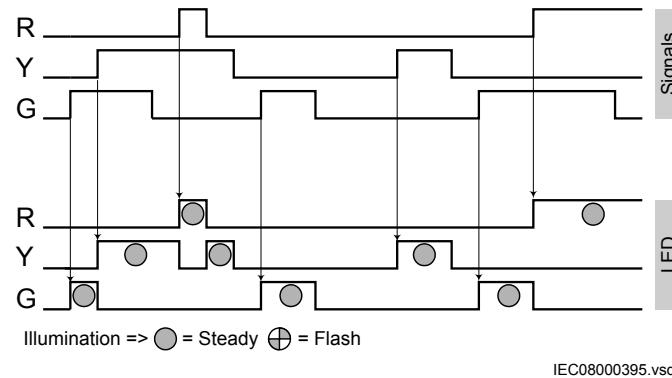 R
Y
G
Signals
R
Y
G
LED
Illumination => = Steady = Flash
IEC08000395.vsd